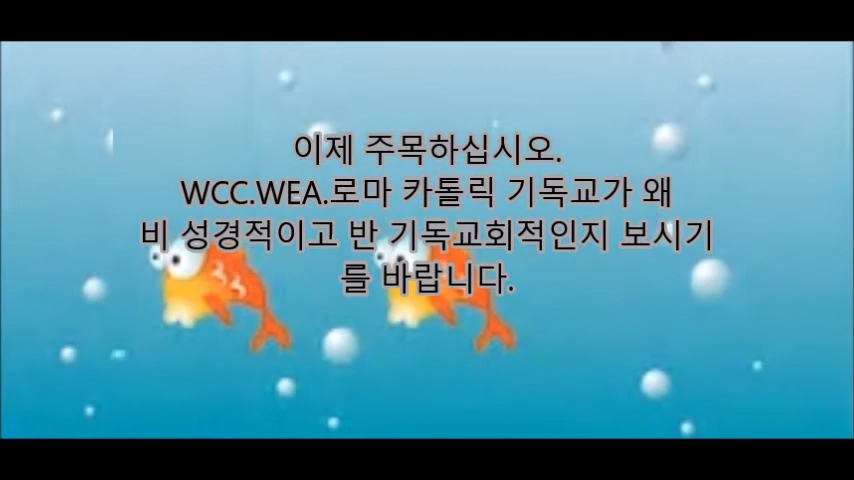 이제 주목하십시오.
WCC.WEA.로마 카톨릭 기독교가 왜
비 성경적이고 반 기독교회적인지 보시기
를 바랍니다.